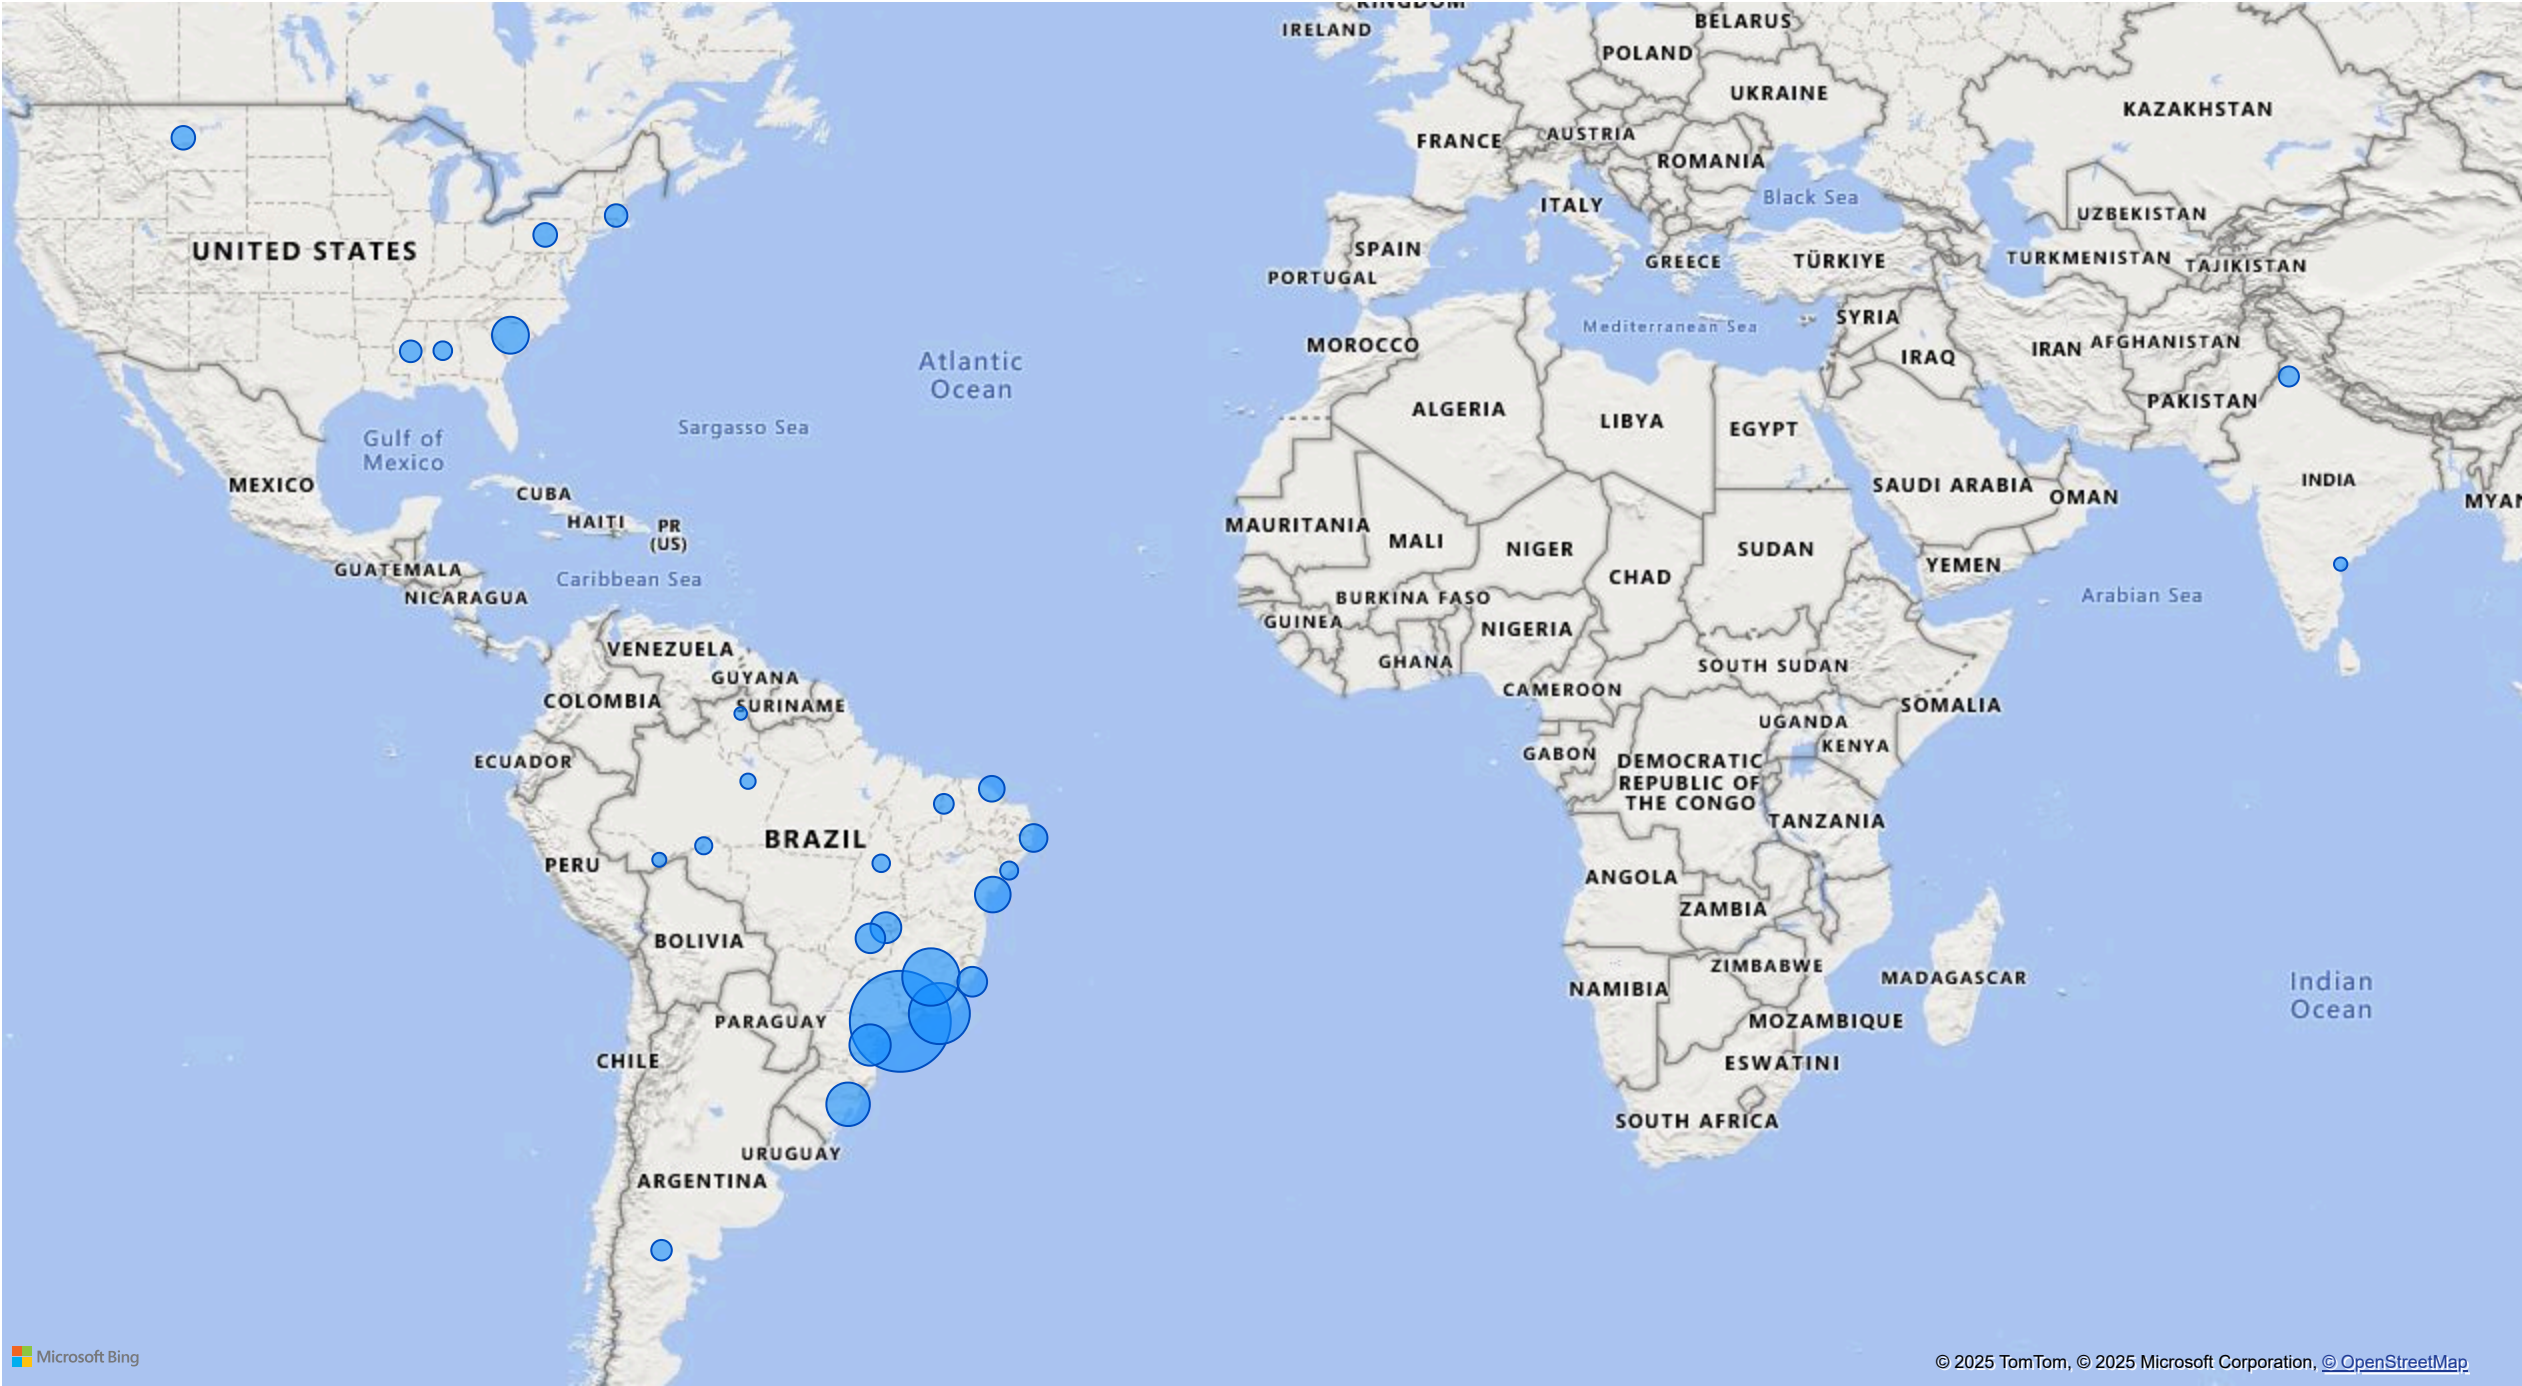 KINGDOM
IRELAND
BELARUS
POLAND
UKRAINE
KAZAKHSTAN
FRANCE
AUSTRIA
ROMANIA
Black Sea
ITALY
UZBEKISTAN
UNITED STATES
SPAIN
PORTUGAL
GREECE
TÜRKIYE
TURKMENISTAN
TAJIKISTAN
Mediterranean Sea
SYRIA
MOROCCO
IRAQ
IRAN
AFGHANISTAN
Atlantic
Ocean
PAKISTAN
ALGERIA
LIBYA
EGYPT
Sargasso Sea
Gulf of
Mexico
MEXICO
CUBA
HAITI
PR
(US)
SAUDI ARABIA
OMAN
INDIA
MYAN
MAURITANIA
MALI
NIGER
SUDAN
CHAD
YEMEN
GUATEMALA
Caribbean Sea
NICARAGUA
BURKINA FASO
Arabian Sea
GUINEA
NIGERIA
VENEZUELA
GHANA
SOUTH SUDAN
GUYANA
COLOMBIA
SURINAME
CAMEROON
SOMALIA
UGANDA
KENYA
ECUADOR
GABON
DEMOCRATIC
REPUBLIC OF
THE CONGO
TANZANIA
BRAZIL
PERU
ANGOLA
ZAMBIA
BOLIVIA
ZIMBABWE
MADAGASCAR
NAMIBIA
Indian
Ocean
PARAGUAY
MOZAMBIQUE
CHILE
ESWATINI
SOUTH AFRICA
URUGUAY
ARGENTINA
Microsoft Bing
© 2025 TomTom, © 2025 Microsoft Corporation, © OpenStreetMap